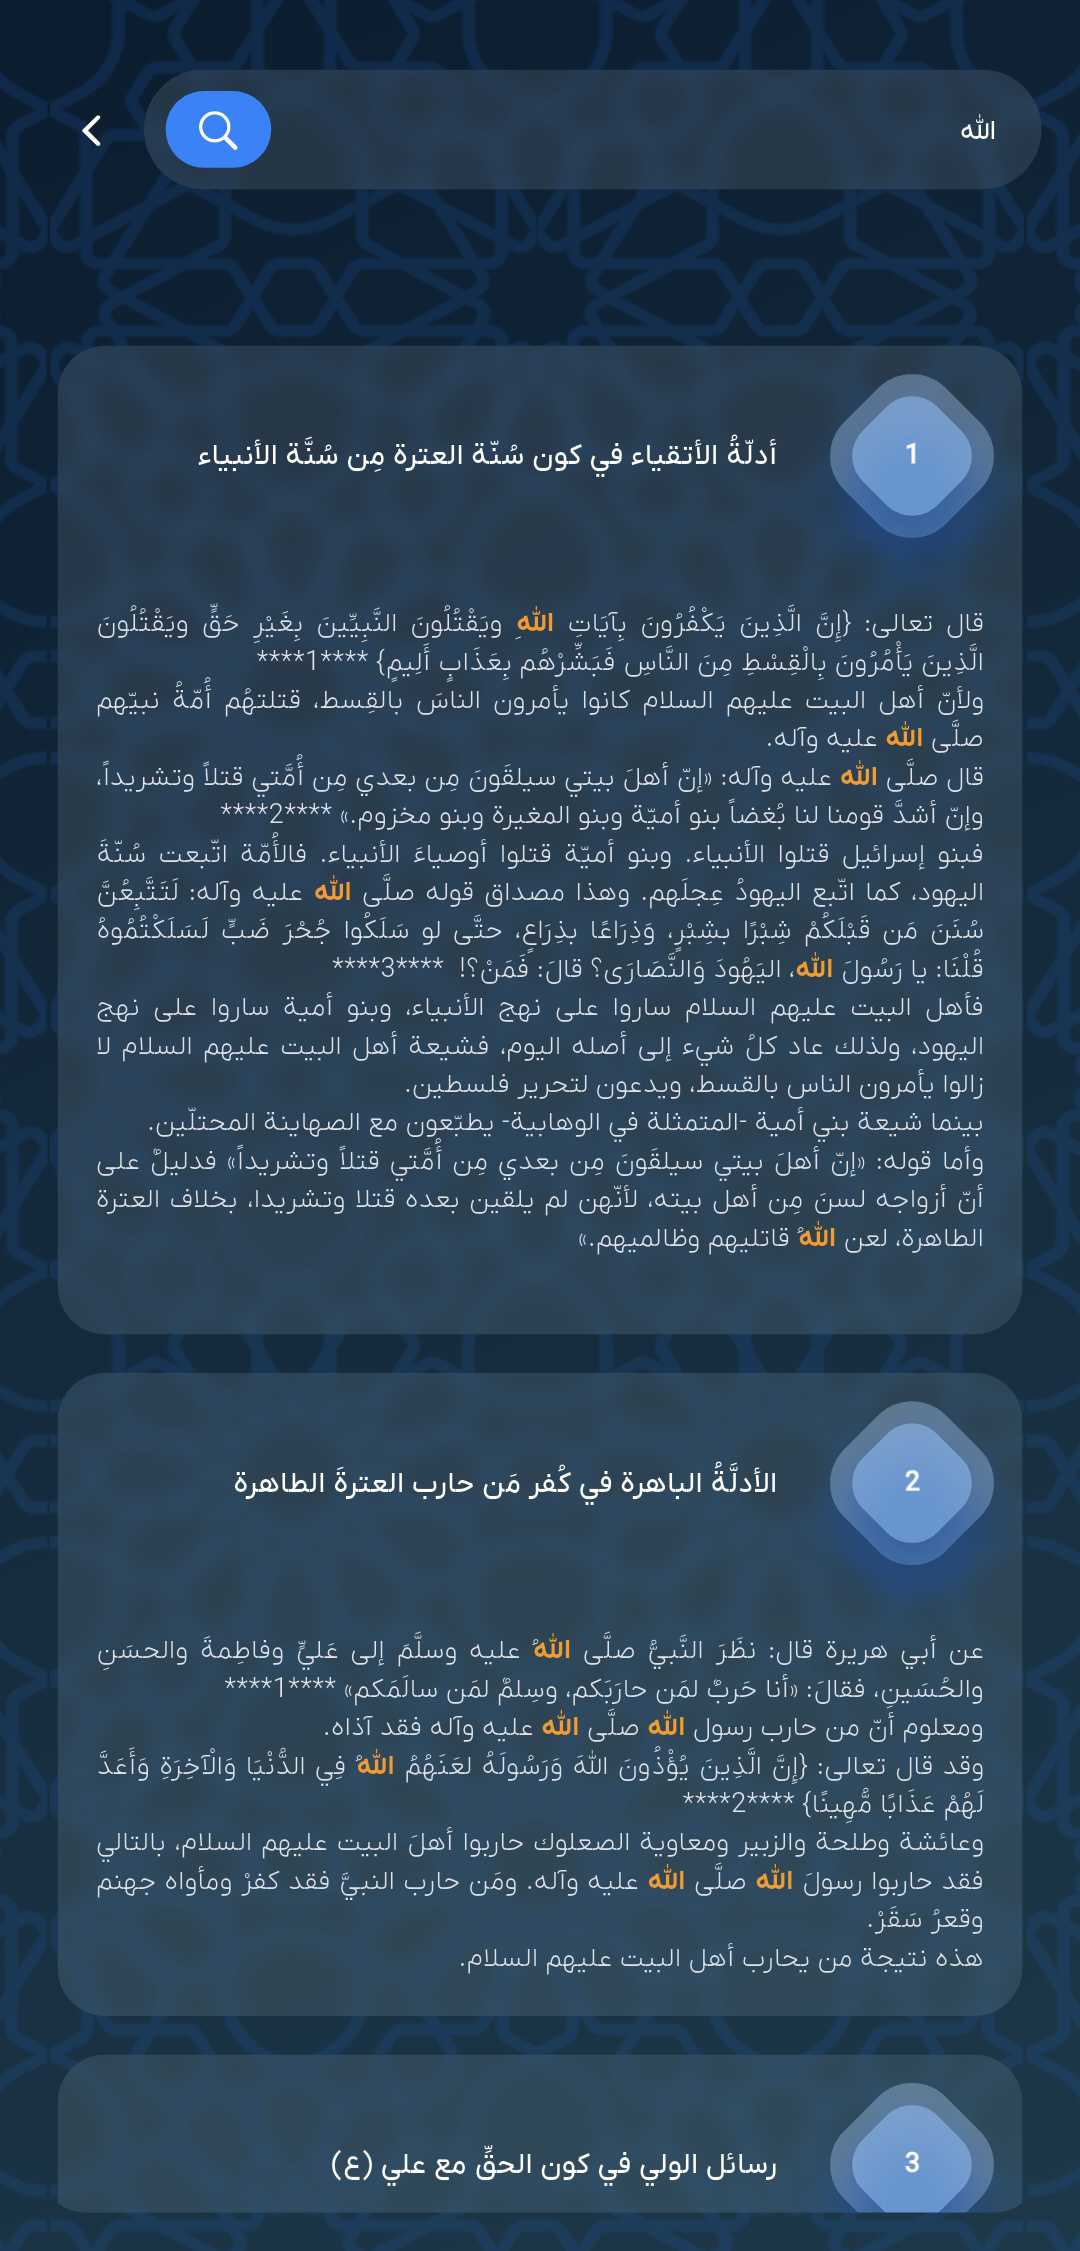 الله
1
أدلّةُ الأتقياء في كون سُنّة العترة مِن سُنَّة الأنبياء
قال تعالى: {إِنَّ الَّذِينَ يَكْفُرُونَ بِآيَاتِ اللهِ ويَقْتُلُونَ النَّبِيِّينَ بِغَيْرِ حَقٍّ ويَقْتُلُونَ
الَّذِينَ يَأْمُرُونَ بِالْقِسْطِ مِنَ النَّاسِ فَبَشِّرْهُم بِعَذَابٍ أَلِيمٍ} ****1****
ولأنّ أهل البيت عليهم السلام كانوا يأمرون الناسَ بالقِسط، قتلتهُم أُمّةُ نبيّهم
صلَّى الله عليه وآله.
قال صلَّى الله عليه وآله: «إنّ أهلَ بيتي سيلقَونَ مِن بعدي مِن أُمَّتي قتلاً وتشريداً،
وإنّ أشدَّ قومنا لنا بُغضاً بنو أميّة وبنو المغيرة وبنو مخزوم.» ****2****
فبنو إسرائيل قتلوا الأنبياء. وبنو أميّة قتلوا أوصياءَ الأنبياء. فالأُمّة اتّبعت سُنّةَ
اليهود، كما اتّبع اليهودُ عِجلَهم. وهذا مصداق قوله صلَّى الله عليه وآله: لَتَتَّبِعُنَّ
سُنَنَ مَن قَبْلَكُمْ شِبْرًا بشِبْرٍ، وَذِرَاعًا بذِرَاعٍ، حتَّى لو سَلَكُوا جُحْرَ ضَبٍّ لَسَلَكْتُمُوهُ
قُلْنَا: يا رَسُولَ الله، اليَهُودَ وَالنَّصَارَى؟ قالَ: فَمَنْ؟! ****3****
فأهل البيت عليهم السلام ساروا على نهج الأنبياء، وبنو أمية ساروا على نهج
اليهود، ولذلك عاد كلُ شيء إلى أصله اليوم، فشيعة أهل البيت عليهم السلام لا
زالوا يأمرون الناس بالقسط، ويدعون لتحرير فلسطين.
بينما شيعة بني أمية -المتمثلة في الوهابية- يطبّعون مع الصهاينة المحتلّين.
وأما قوله: «إنّ أهلَ بيتي سيلقَونَ مِن بعدي مِن أُمَّتي قتلاً وتشريداً» فدليلٌ على
أنّ أزواجه لسنَ مِن أهل بيته، لأنّهن لم يلقين بعده قتلا وتشريدا، بخلاف العترة
الطاهرة، لعن اللهُ قاتليهم وظالميهم.»
2
الأدلَّةُ الباهرة في كُفر مَن حارب العترةَ الطاهرة
عن أبي هريرة قال: نظَرَ النَّبيُّ صلَّى اللهُ عليه وسلَّمَ إلى عَليٍّ وفاطِمةَ والحسَنِ
والحُسَينِ، فقالَ: «أنا حَربٌ لمَن حارَبَكم، وسِلمٌ لمَن سالَمَكم» ****1****
ومعلوم أنّ من حارب رسول الله صلَّى الله عليه وآله فقد آذاه.
وقد قال تعالى: {إِنَّ الَّذِينَ يُؤْذُونَ اللهَ وَرَسُولَهُ لعَنَهُمُ اللهُ فِي الدُّنْيَا وَالْآخِرَةِ وَأَعَدَّ
لَهُمْ عَذَابًا مُّهِينًا} ****2****
وعائشة وطلحة والزبير ومعاوية الصعلوك حاربوا أهلَ البيت عليهم السلام، بالتالي
فقد حاربوا رسولَ الله صلَّى الله عليه وآله. ومَن حارب النبيَّ فقد كفرْ ومأواه جهنم
وقعرُ سَقَرْ.
هذه نتيجة من يحارب أهل البيت عليهم السلام.
3
رسائل الولي في كون الحقِّ مع علي (ع)